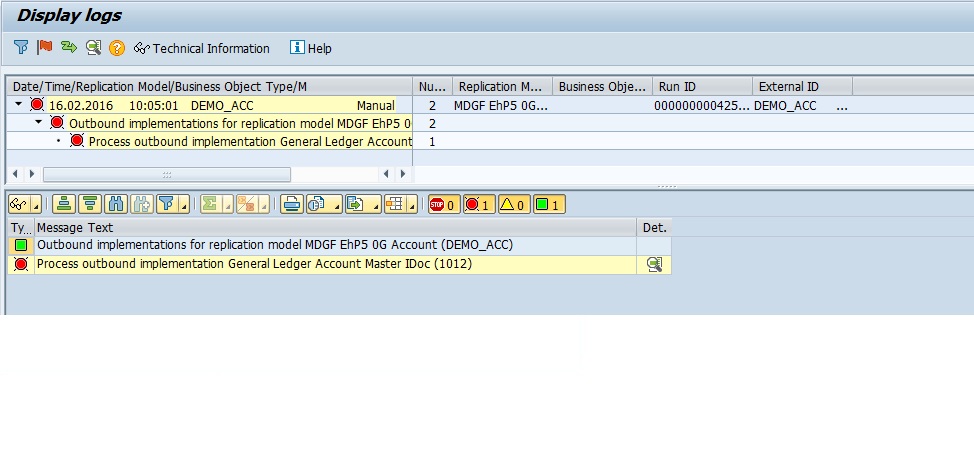 Display logs
Technical Information Help
Date/Time/Replication Model/Business Object Type/M Nu... Replication M... Business Obje... Run ID External ID
16.02.2016 10:05:01 DEMO_ACC Manual 2 MDGF EhP5 0G... 000000000425... DEMO_ACC ...
Outbound implementations for replication model MDGF EhP5 0 2
Process outbound implementation General Ledger Account 1
STOP 0 1 0 1
Ty... Message Text Det.
Outbound implementations for replication model MDGF EhP5 0G Account (DEMO_ACC)
Process outbound implementation General Ledger Account Master IDoc (1012)